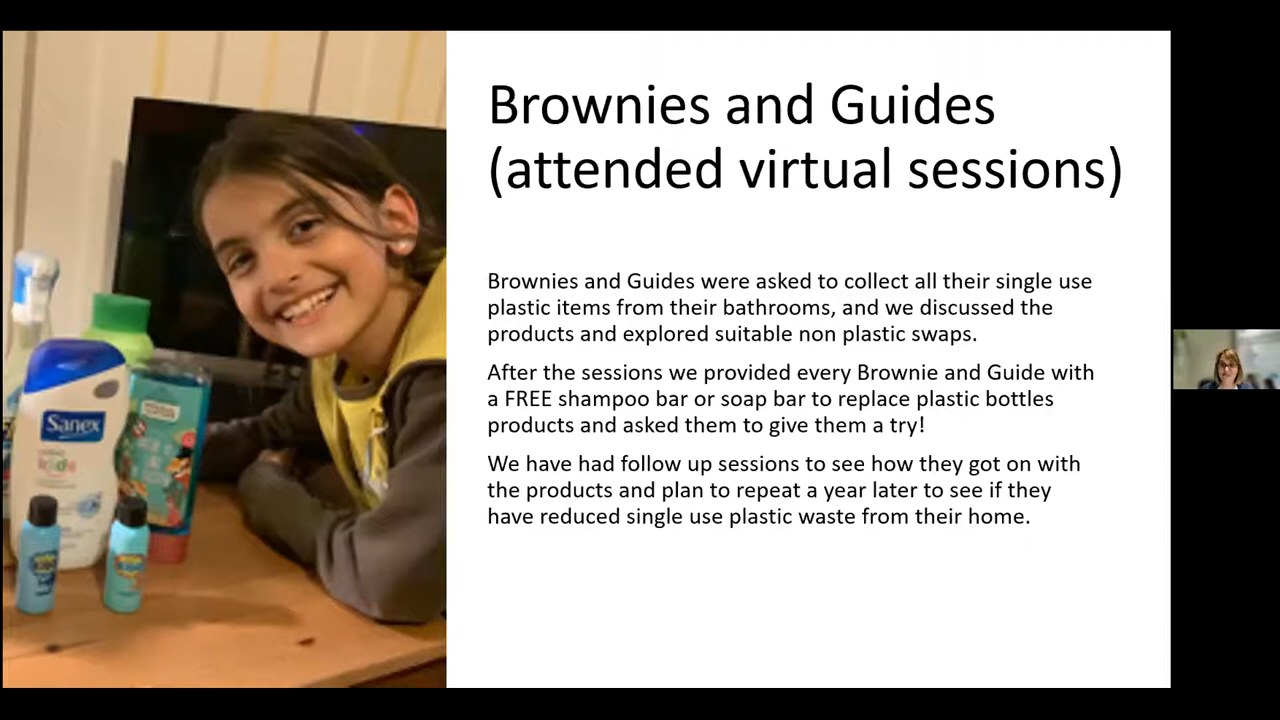 Brownies and Guides
(attended virtual sessions)
Brownies and Guides were asked to collect all their single use
plastic items from their bathrooms, and we discussed the
products and explored suitable non plastic swaps.
After the sessions we provided every Brownie and Guide with
a FREE shampoo bar or soap bar to replace plastic bottles
products and asked them to give them a try!
We have had follow up sessions to see how they got on with
the products and plan to repeat a year later to see if they
have reduced single use plastic waste from their home.
Sanex
kids